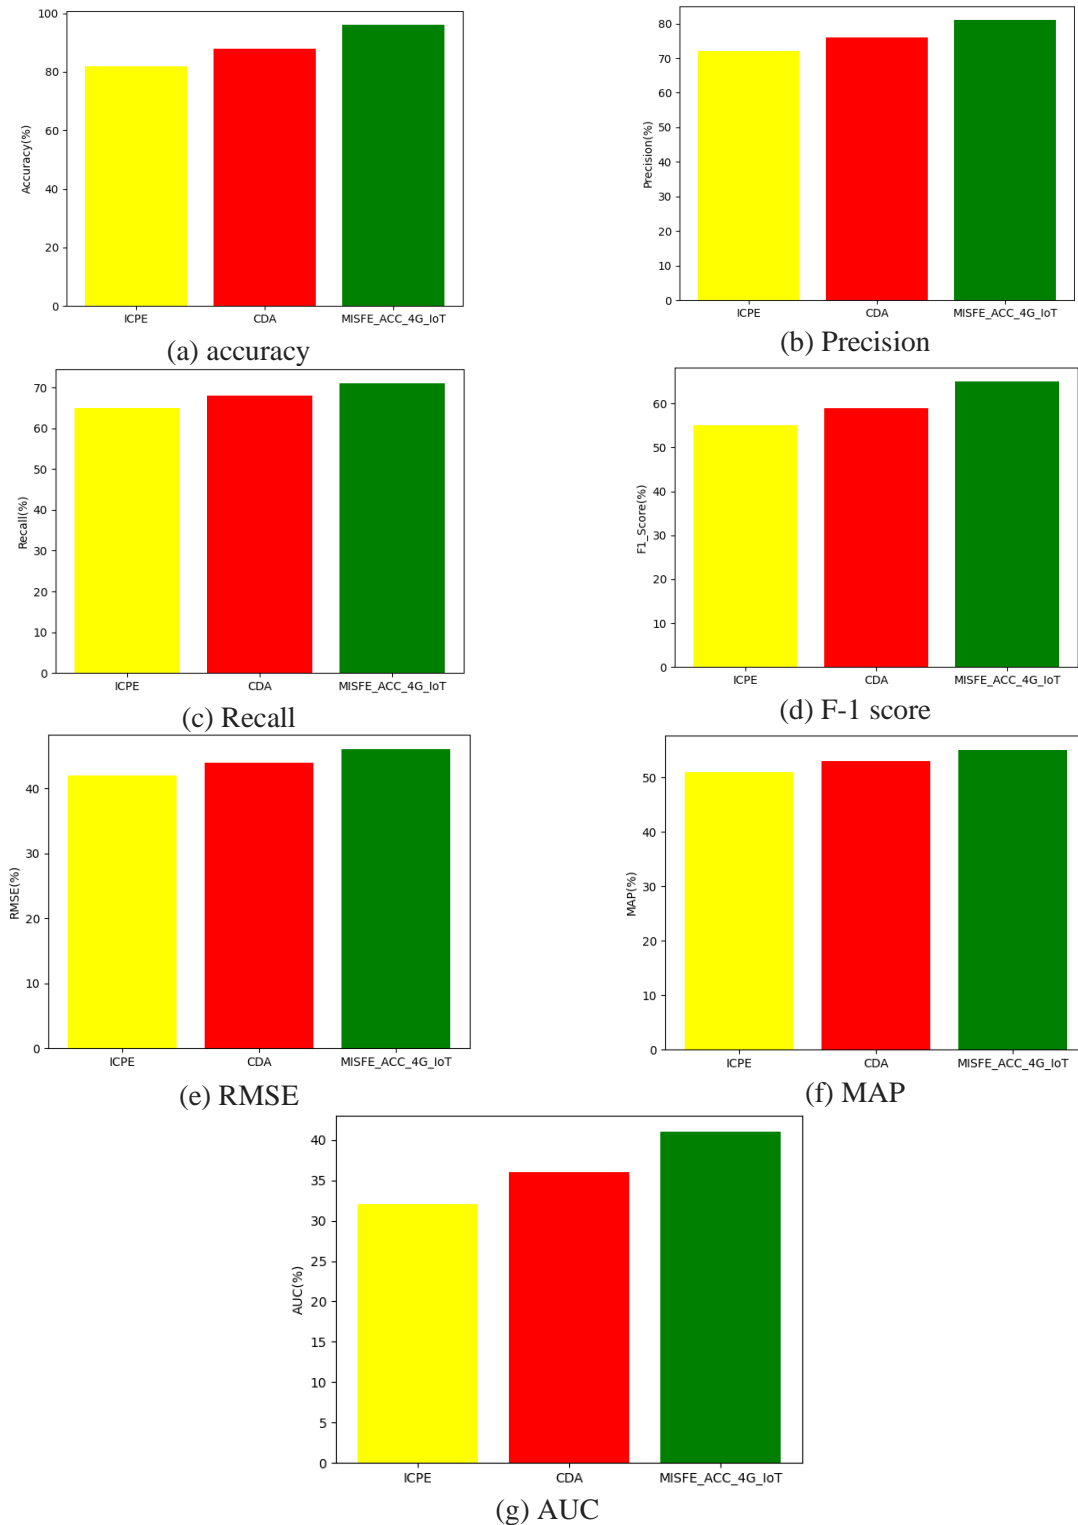 100
80
60
40
20
0
Accuracy(%)
ICPE CDA MISFE_ACC_4G_IoT
(a) accuracy
80
70
60
50
40
30
20
10
0
Precision(%)
ICPE CDA MISFE_ACC_4G_IoT
(b) Precision
70
60
50
40
30
20
10
0
Recall(%)
ICPE CDA MISFE_ACC_4G_IoT
(c) Recall
60
50
40
30
20
10
0
F1_Score(%)
ICPE CDA MISFE_ACC_4G_IoT
(d) F-1 score
40
30
20
10
0
RMSE(%)
ICPE CDA MISFE_ACC_4G_IoT
(e) RMSE
50
40
30
20
10
0
MAP(%)
ICPE CDA MISFE_ACC_4G_IoT
(f) MAP
40
35
30
25
20
15
10
5
0
AUC(%)
ICPE CDA MISFE_ACC_4G_IoT
(g) AUC